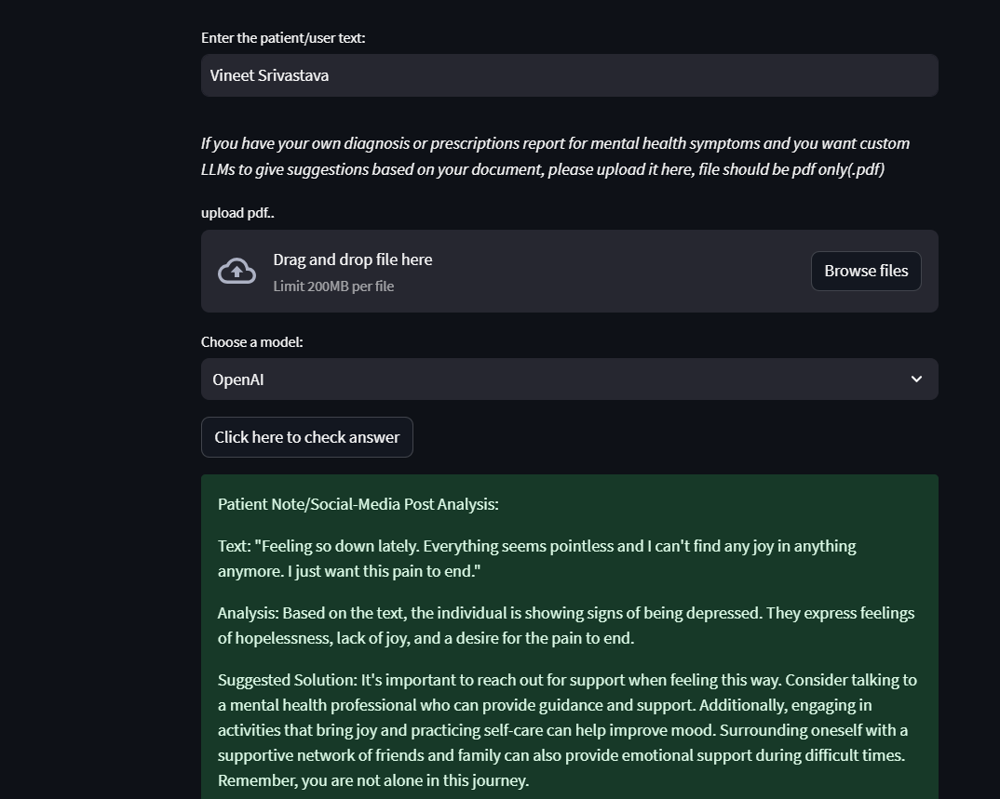 Enter the patient/user text:
Vineet Srivastava
If you have your own diagnosis or prescriptions report for mental health symptoms and you want custom
LLMs to give suggestions based on your document, please upload it here, file should be pdf only(.pdf)
upload pdf..
Drag and drop file here
Limit 200MB per file
Browse files
Choose a model:
OpenAI
Click here to check answer
Patient Note/Social-Media Post Analysis:
Text: "Feeling so down lately. Everything seems pointless and I can't find any joy in anything
anymore. I just want this pain to end."
Analysis: Based on the text, the individual is showing signs of being depressed. They express feelings
of hopelessness, lack of joy, and a desire for the pain to end.
Suggested Solution: It's important to reach out for support when feeling this way. Consider talking to
a mental health professional who can provide guidance and support. Additionally, engaging in
activities that bring joy and practicing self-care can help improve mood. Surrounding oneself with a
supportive network of friends and family can also provide emotional support during difficult times.
Remember, you are not alone in this journey.